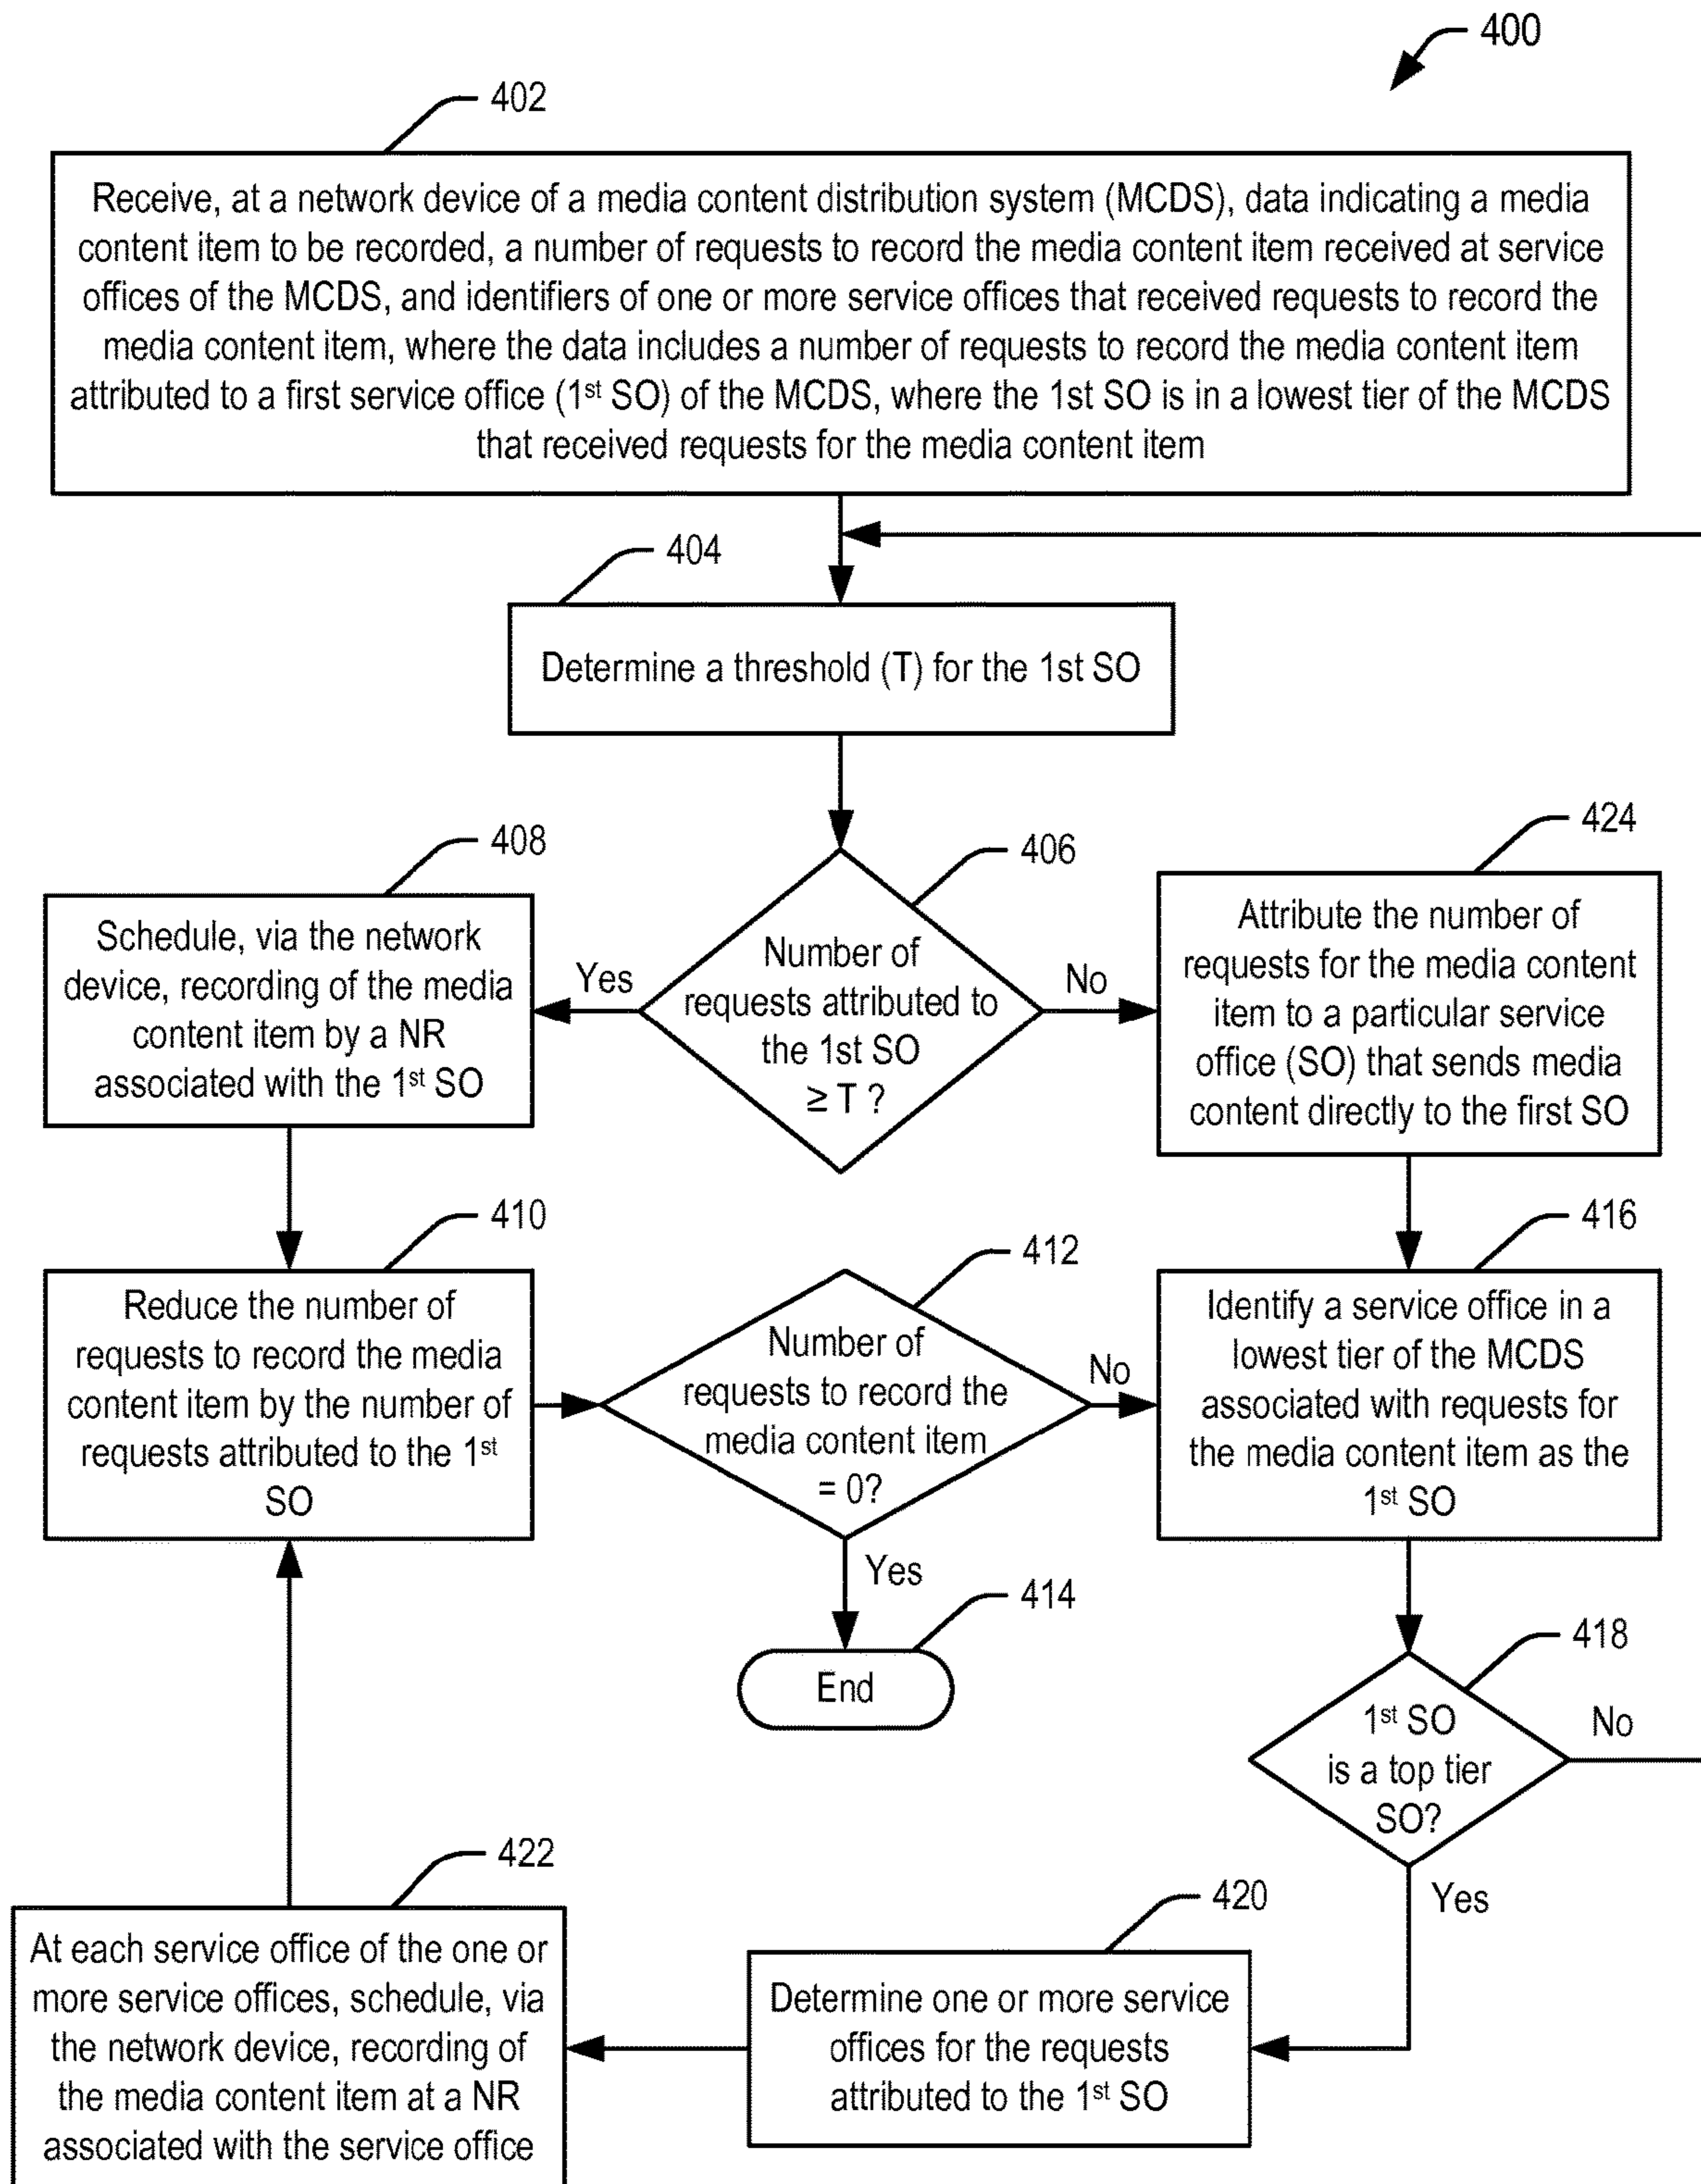 400
402
Receive, at a network device of a media content distribution system (MCDS), data indicating a media
content item to be recorded, a number of requests to record the media content item received at service
offices of the MCDS, and identifiers of one or more service offices that received requests to record the
media content item, where the data includes a number of requests to record the media content item
attributed to a first service office (1st SO) of the MCDS, where the 1st SO is in a lowest tier of the MCDS
that received requests for the media content item
404
Determine a threshold (T) for the 1st SO
406
Number of
requests attributed to
the 1st SO
≥ T ?
Yes
No
408
Schedule, via the network
device, recording of the media
content item by a NR
associated with the 1st SO
424
Attribute the number of
requests for the media content
item to a particular service
office (SO) that sends media
content directly to the first SO
410
Reduce the number of
requests to record the media
content item by the number of
requests attributed to the 1st
SO
412
Number of
requests to record the
media content item
= 0?
No
Yes
414
End
416
Identify a service office in a
lowest tier of the MCDS
associated with requests for
the media content item as the
1st SO
418
1st SO
is a top tier
SO?
No
Yes
420
Determine one or more service
offices for the requests
attributed to the 1st SO
422
At each service office of the one or
more service offices, schedule, via
the network device, recording of
the media content item at a NR
associated with the service office